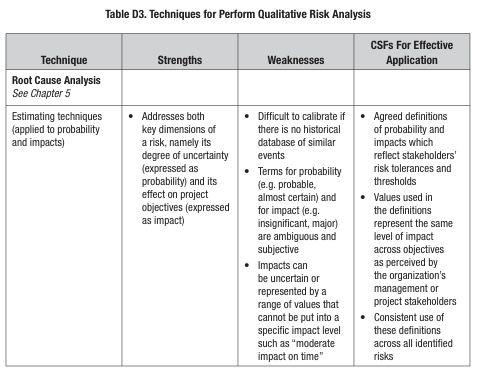 Table D3. Techniques for Perform Qualitative Risk Analysis
Technique
Strengths
Weaknesses
CSFs For Effective
Application
Root Cause Analysis
See Chapter 5
Estimating techniques
(applied to probability
and impacts)
• Addresses both
key dimensions of
a risk, namely its
degree of uncertainty
(expressed as
probability) and its
effect on project
objectives (expressed
as impact)
• Difficult to calibrate if
there is no historical
database of similar
events
• Terms for probability
(e.g. probable,
almost certain) and
for impact (e.g.
insignificant, major)
are ambiguous and
subjective
• Impacts can
be uncertain or
represented by a
range of values that
cannot be put into a
specific impact level
such as “moderate
impact on time”
• Agreed definitions
of probability and
impacts which
reflect stakeholders’
risk tolerances and
thresholds
• Values used in
the definitions
represent the same
level of impact
across objectives
as perceived by
the organization’s
management or
project stakeholders
• Consistent use of
these definitions
across all identified
risks